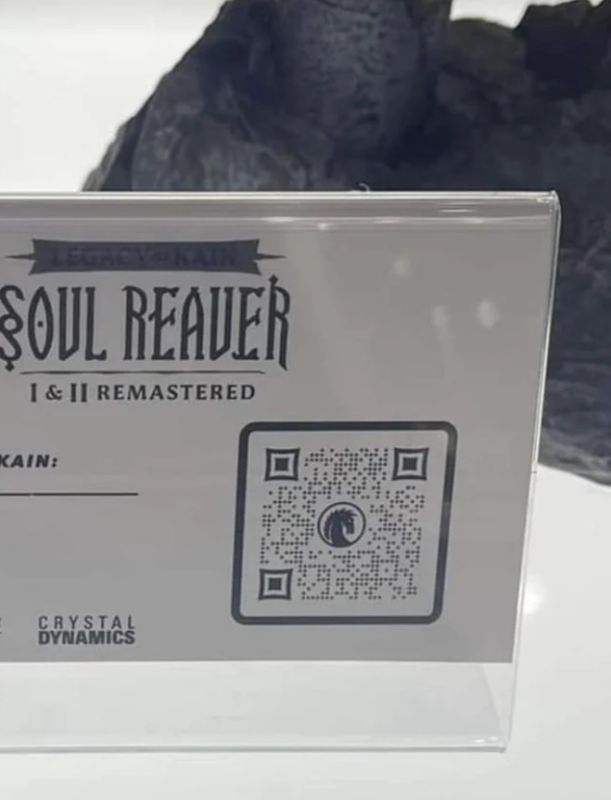 LEGACY OF KAIN
SOUL REAVER
I & II REMASTERED
KAIN:
CRYSTAL
DYNAMICS